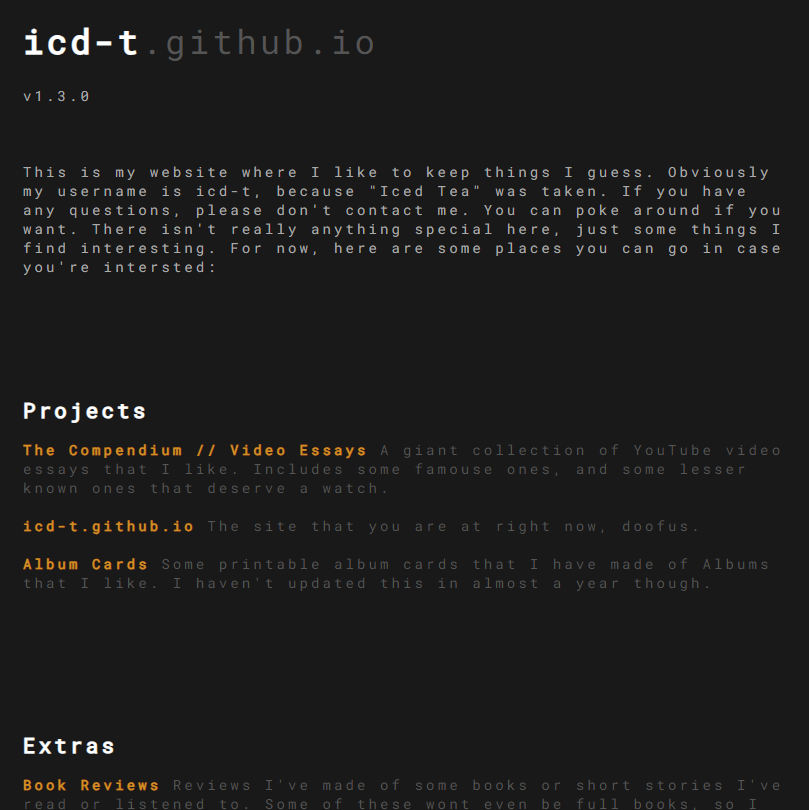 icd-t.github.io
v1.3.0
This is my website where I like to keep things I guess. Obviously
my username is icd-t, because "Iced Tea" was taken. If you have
any questions, please don't contact me. You can poke around if you
want. There isn't really anything special here, just some things I
find interesting. For now, here are some places you can go in case
you're intersted:
Projects
The Compendium // Video Essays A giant collection of YouTube video
essays that I like. Includes some famouse ones, and some lesser
known ones that deserve a watch.
icd-t.github.io The site that you are at right now, doofus.
Album Cards Some printable album cards that I have made of Albums
that I like. I haven't updated this in almost a year though.
Extras
Book Reviews Reviews I've made of some books or short stories I've
read or listened to. Some of these wont even be full books, so I